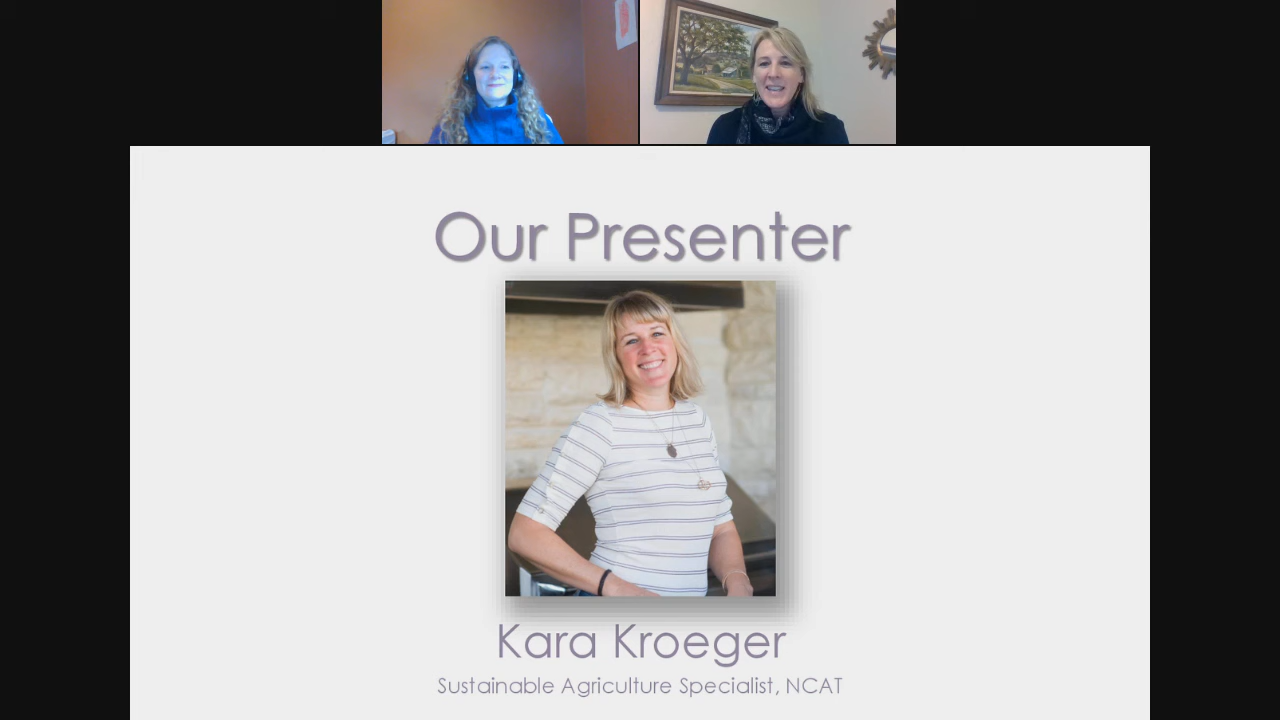 Our Presenter
Kara Kroeger
Sustainable Agriculture Specialist, NCAT